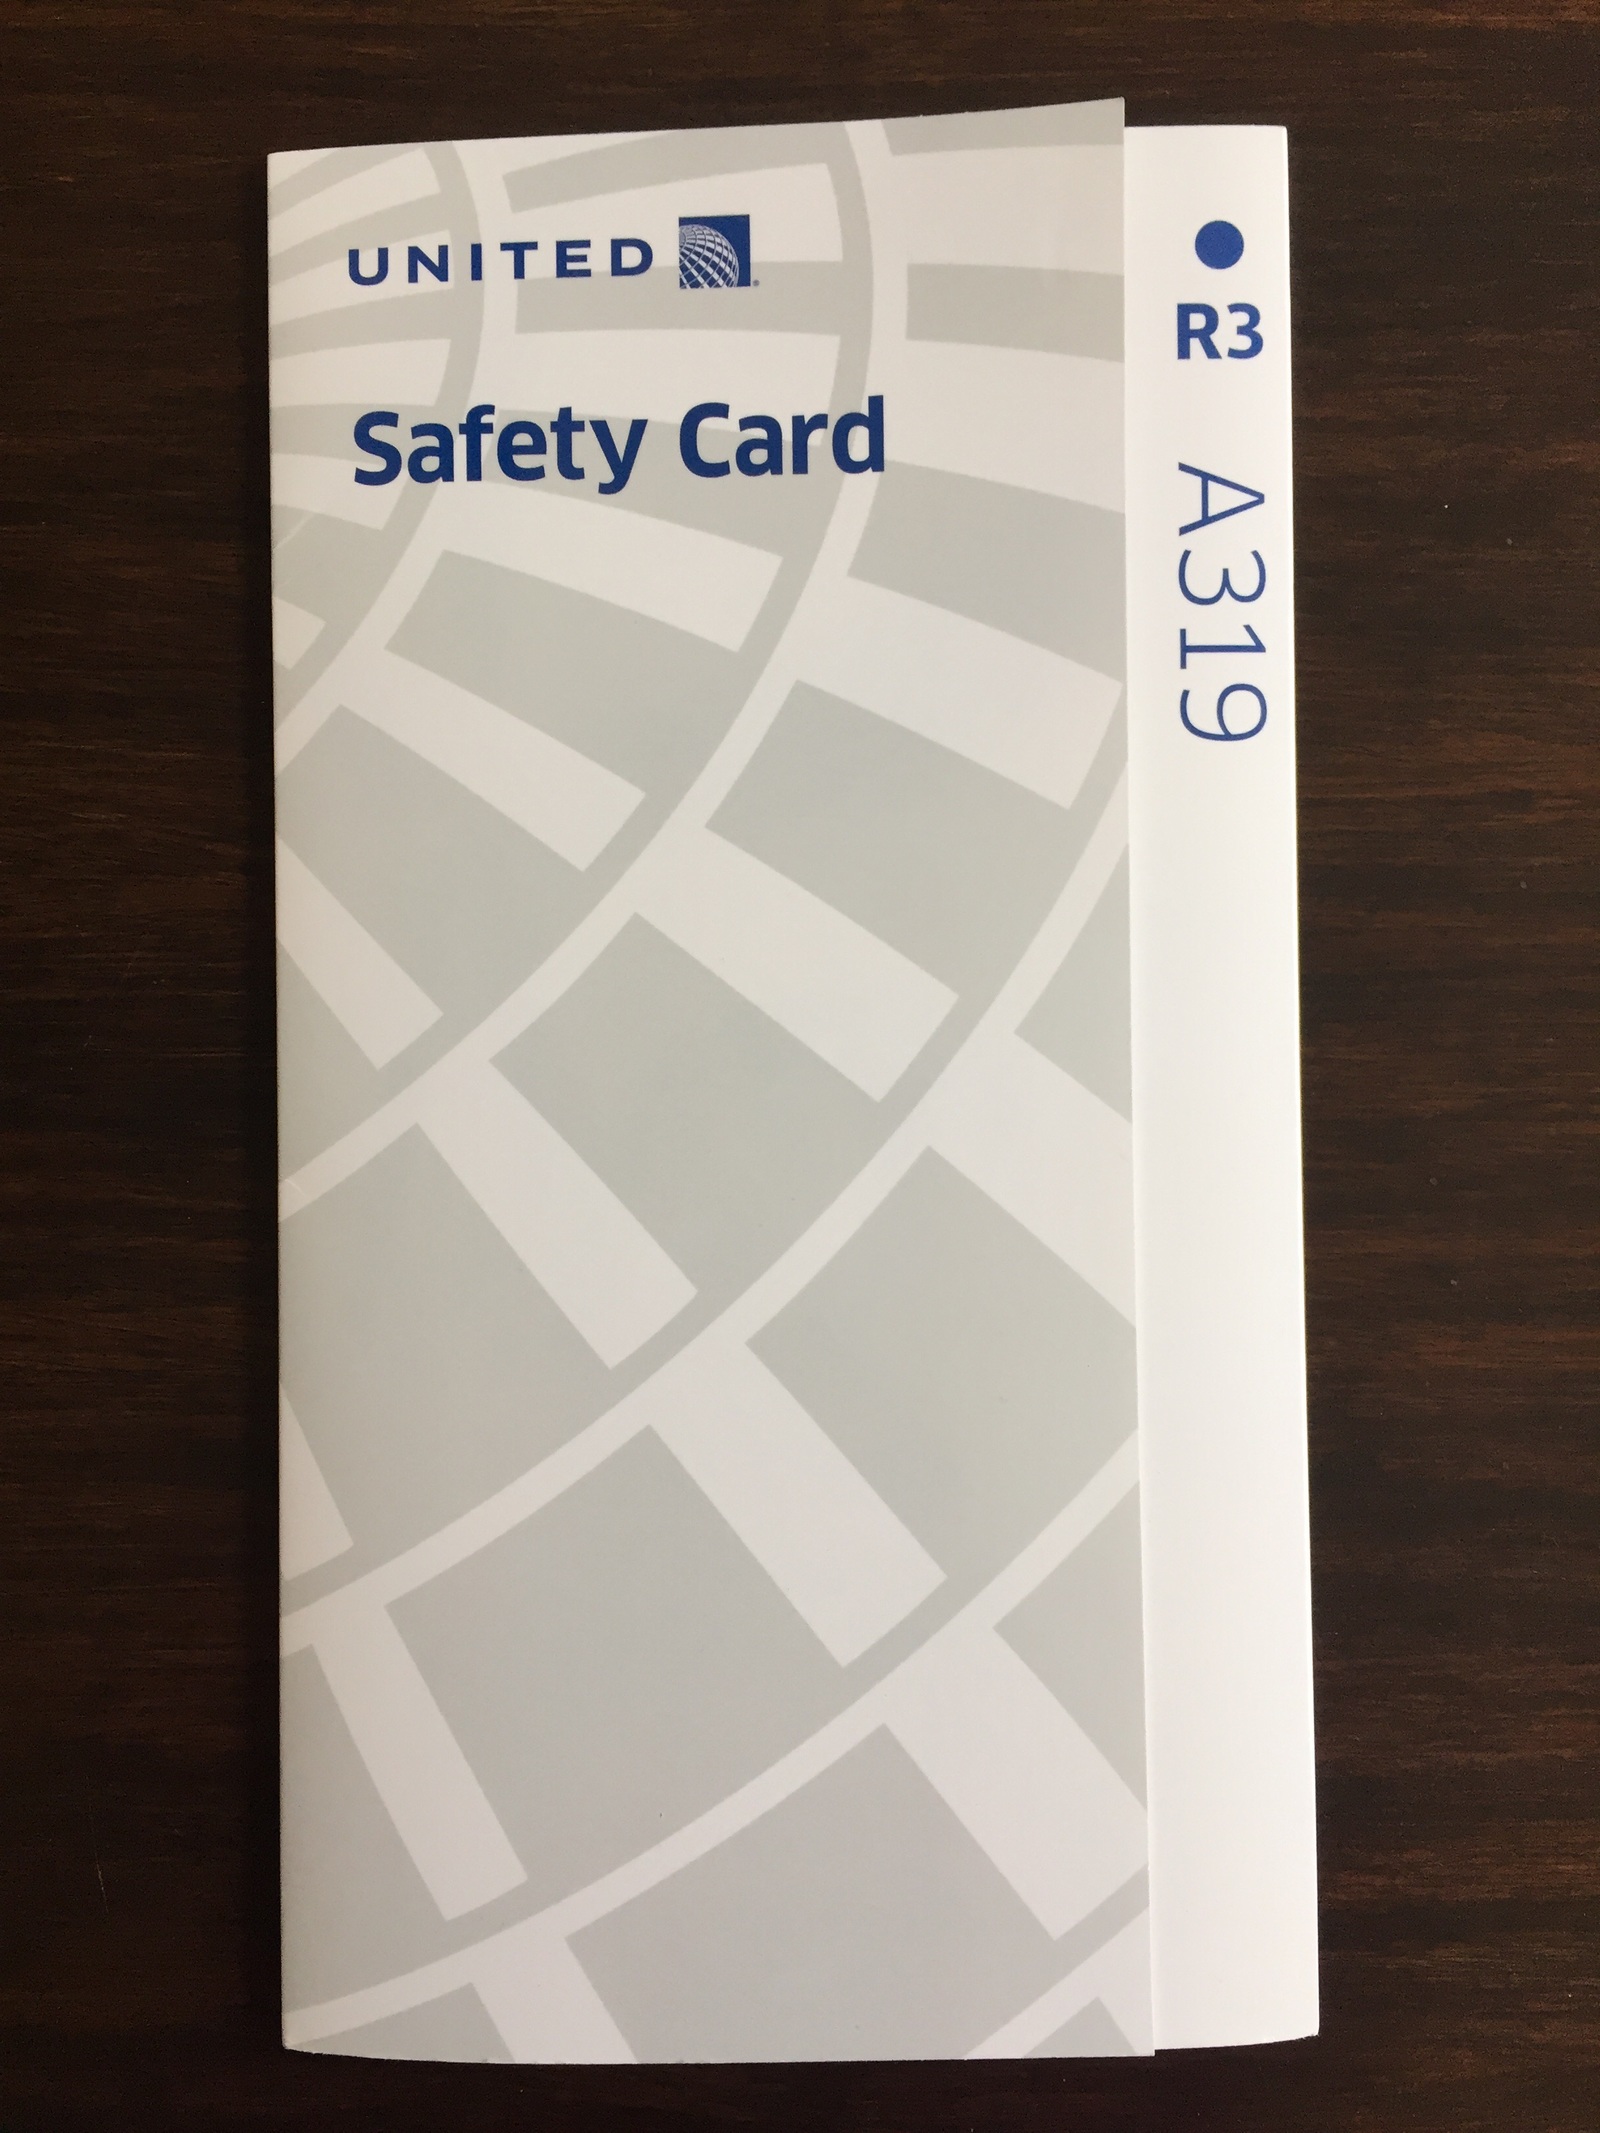 UNITED
Safety Card
R3
A319